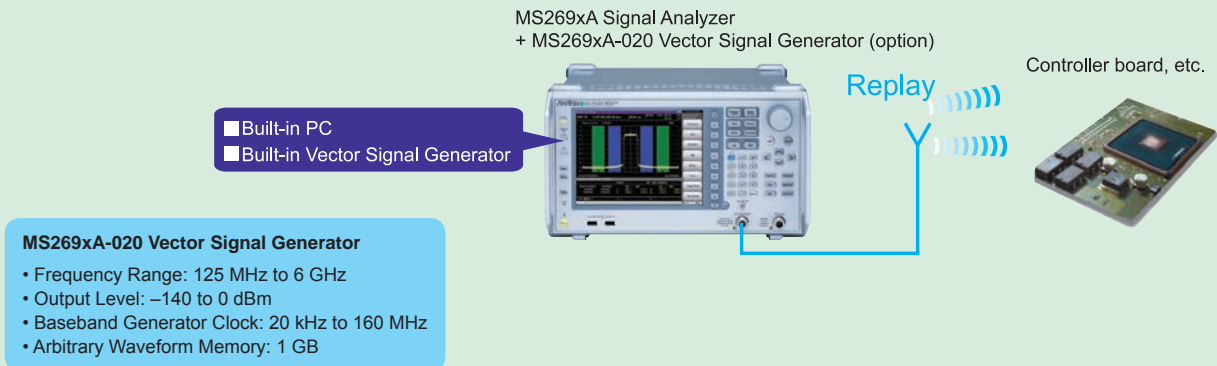 MS269xA Signal Analyzer
+ MS269xA-020 Vector Signal Generator (option)
Controller board, etc.
Replay
■Built-in PC
■Built-in Vector Signal Generator
Anritsu
MS269xA-020 Vector Signal Generator
• Frequency Range: 125 MHz to 6 GHz
• Output Level: –140 to 0 dBm
• Baseband Generator Clock: 20 kHz to 160 MHz
• Arbitrary Waveform Memory: 1 GB